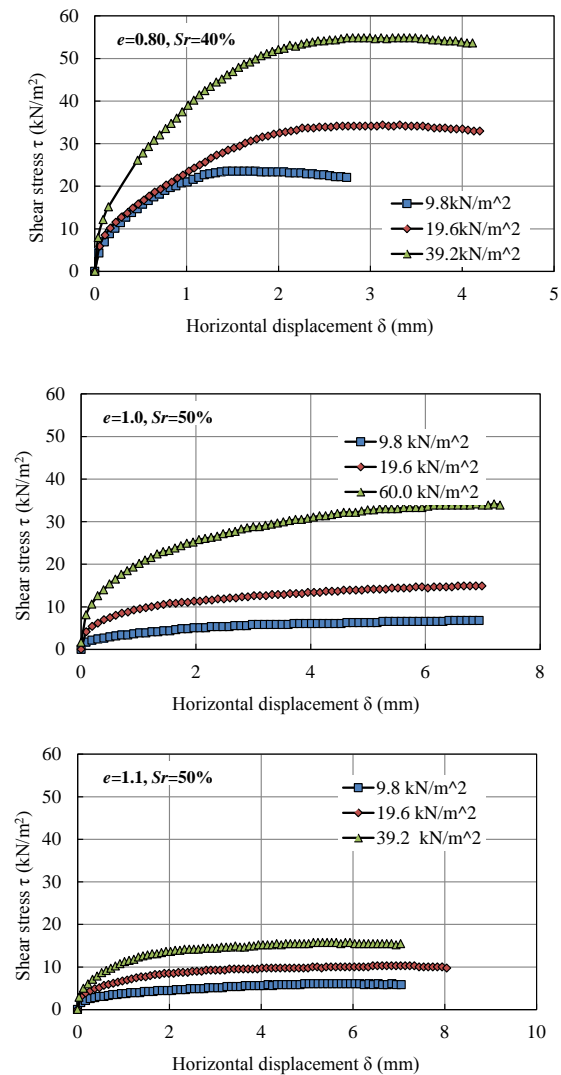 60
50
40
30
20
10
0
Shear stress τ (kN/m²)
e=0.80, Sr=40%
9.8kN/m^2
19.6kN/m^2
39.2kN/m^2
0 1 2 3 4 5
Horizontal displacement δ (mm)
60
50
40
30
20
10
0
Shear stress τ (kN/m²)
e=1.0, Sr=50%
9.8 kN/m^2
19.6 kN/m^2
60.0 kN/m^2
0 2 4 6 8
Horizontal displacement δ (mm)
60
50
40
30
20
10
0
Shear stress τ (kN/m²)
e=1.1, Sr=50%
9.8 kN/m^2
19.6 kN/m^2
39.2 kN/m^2
0 2 4 6 8 10
Horizontal displacement δ (mm)